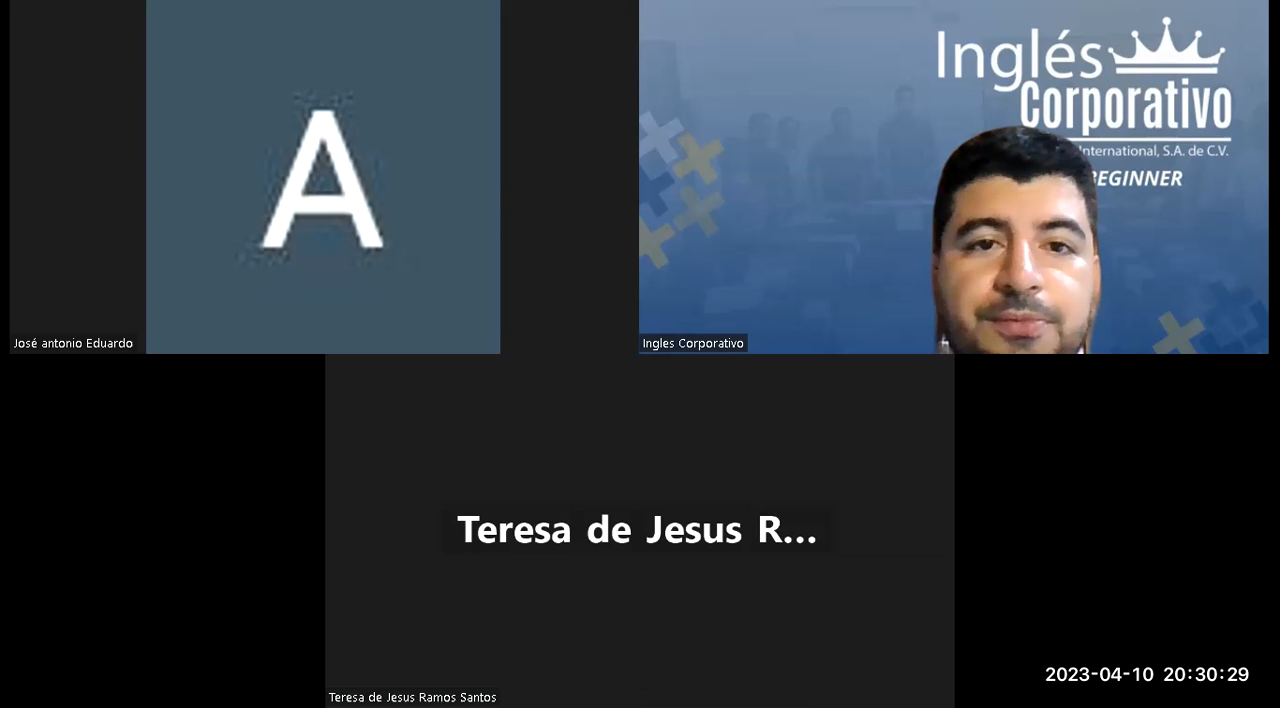 A
José antonio Eduardo
Inglés
Corporativo
International, S.A. de C.V.
BEGINNER
Ingles Corporativo
Teresa de Jesus R...
Teresa de Jesus Ramos Santos
2023-04-10 20:30:29